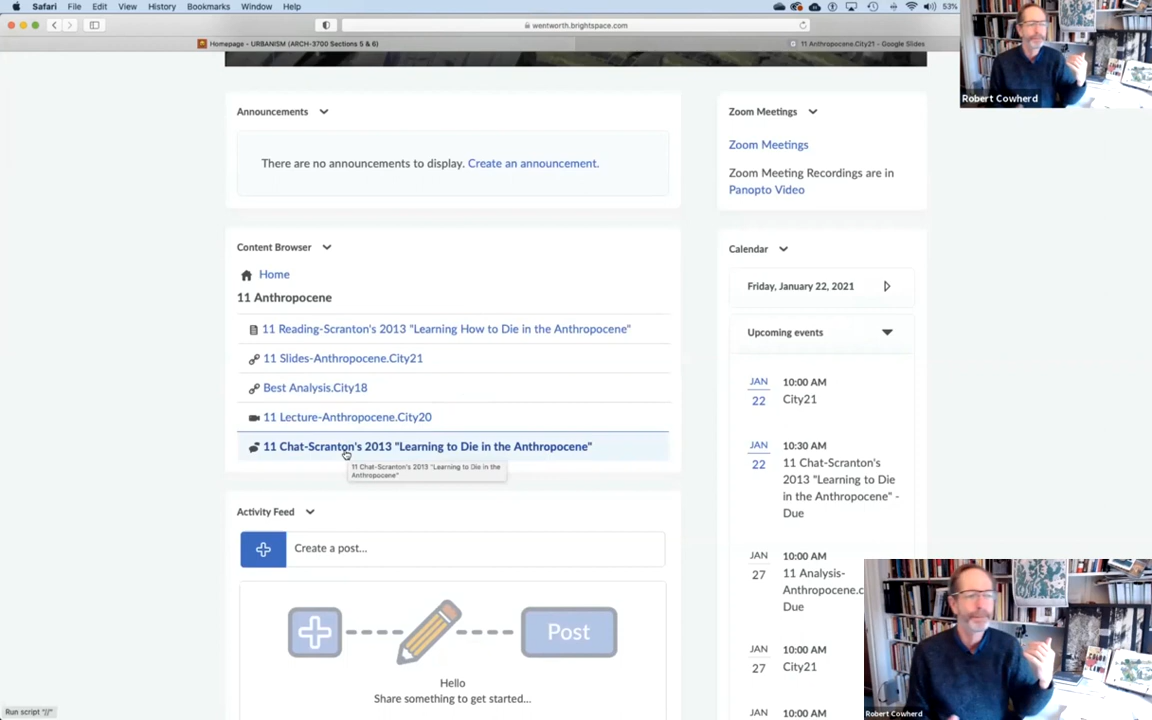 Safari File Edit View History Bookmarks Window Help
53%
wentworth.brightspace.com
Homepage - URBANISM (ARCH-3700 Sections 5 & 6)
11 Anthropocene.City21 - Google Slides
Robert Cowherd
Announcements
There are no announcements to display. Create an announcement.
Content Browser
Home
11 Anthropocene
11 Reading-Scranton's 2013 "Learning How to Die in the Anthropocene"
11 Slides-Anthropocene.City21
Best Analysis.City18
11 Lecture-Anthropocene.City20
11 Chat-Scranton's 2013 "Learning to Die in the Anthropocene"
11 Chat-Scranton's 2013 "Learning to Die in the
Anthropocene"
Activity Feed
Create a post...
Post
Hello
Share something to get started...
Zoom Meetings
Zoom Meetings
Zoom Meeting Recordings are in
Panopto Video
Calendar
Friday, January 22, 2021
Upcoming events
JAN
22
10:00 AM
City21
JAN
22
10:30 AM
11 Chat-Scranton's
2013 "Learning to Die
in the Anthropocene" -
Due
JAN
27
10:00 AM
11 Analysis-
Anthropocene.c
Due
JAN
27
10:00 AM
City21
JAN
10:00 AM
Robert Cowherd
Run script "//"